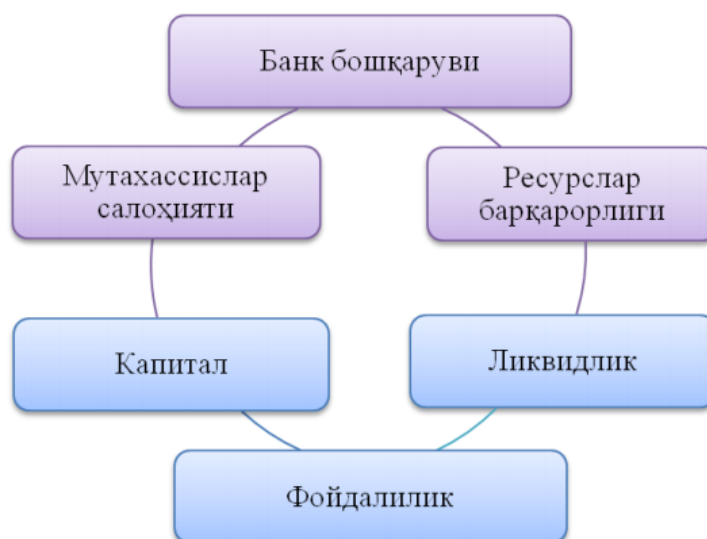 Банк бошқаруви
Мутахассислар
салоҳияти
Ресурслар
барқарорлиги
Капитал
Ликвидлик
Фойдалилик